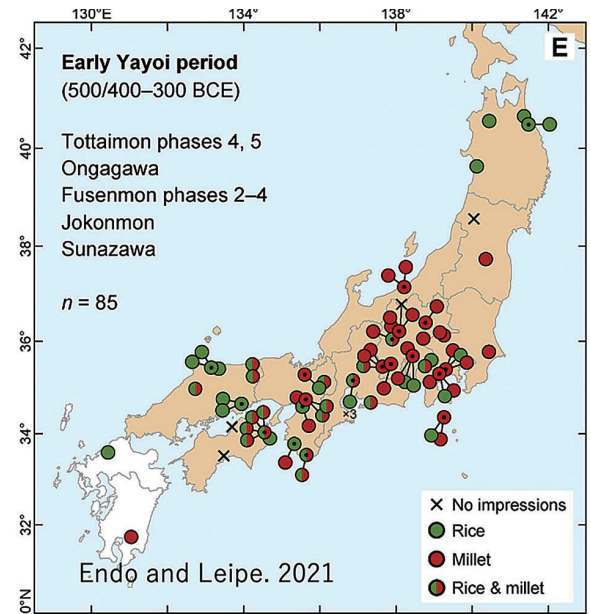 130°E 134° 138° 142°
E
42°
40°
38°
36°
34°
32°
0°N
Early Yayoi period
(500/400–300 BCE)
Tottaimon phases 4, 5
Ongagawa
Fusenmon phases 2–4
Jokonmon
Sunazawa
n = 85
×3
× No impressions
Rice
Millet
Rice & millet
Endo and Leipe. 2021